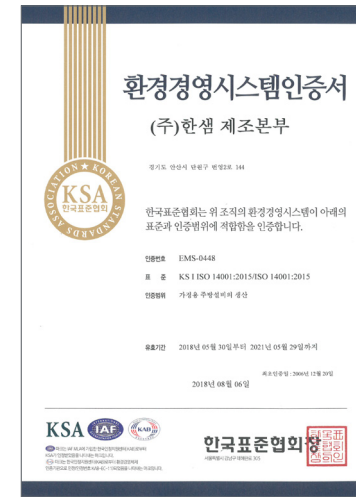 환경경영시스템인증서
(주)한샘 제조본부
경기도 안산시 단원구 번영2로 144
KOREAN STANDARDS ASSOCIATION
KSA
한국표준협회
한국표준협회는 위 조직의 환경경영시스템이 아래의
표준과 인증범위에 적합함을 인증합니다.
인증번호 EMS-0448
표 준 KS I ISO 14001:2015/ISO 14001:2015
인증범위 가정용 주방설비의 생산
유효기간 2018년 05월 30일부터 2021년 05월 29일까지
최초인증일 : 2006년 12월 20일
2018년 08월 06일
KSA IAF KAB
한국표준협회장